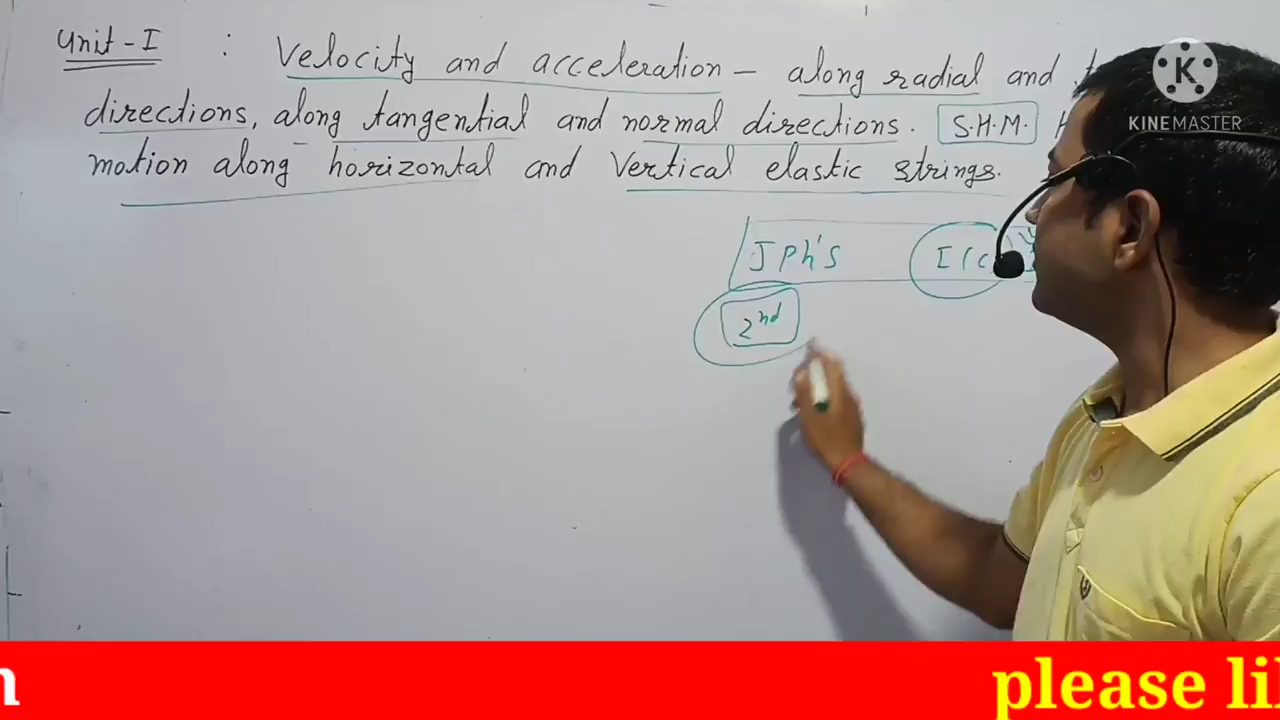 Unit - I : Velocity and acceleration - along radial and
directions, along tangential and normal directions. S.H.M.
motion along horizontal and Vertical elastic strings.
JPh's I(c
2nd
KINEMASTER
please li